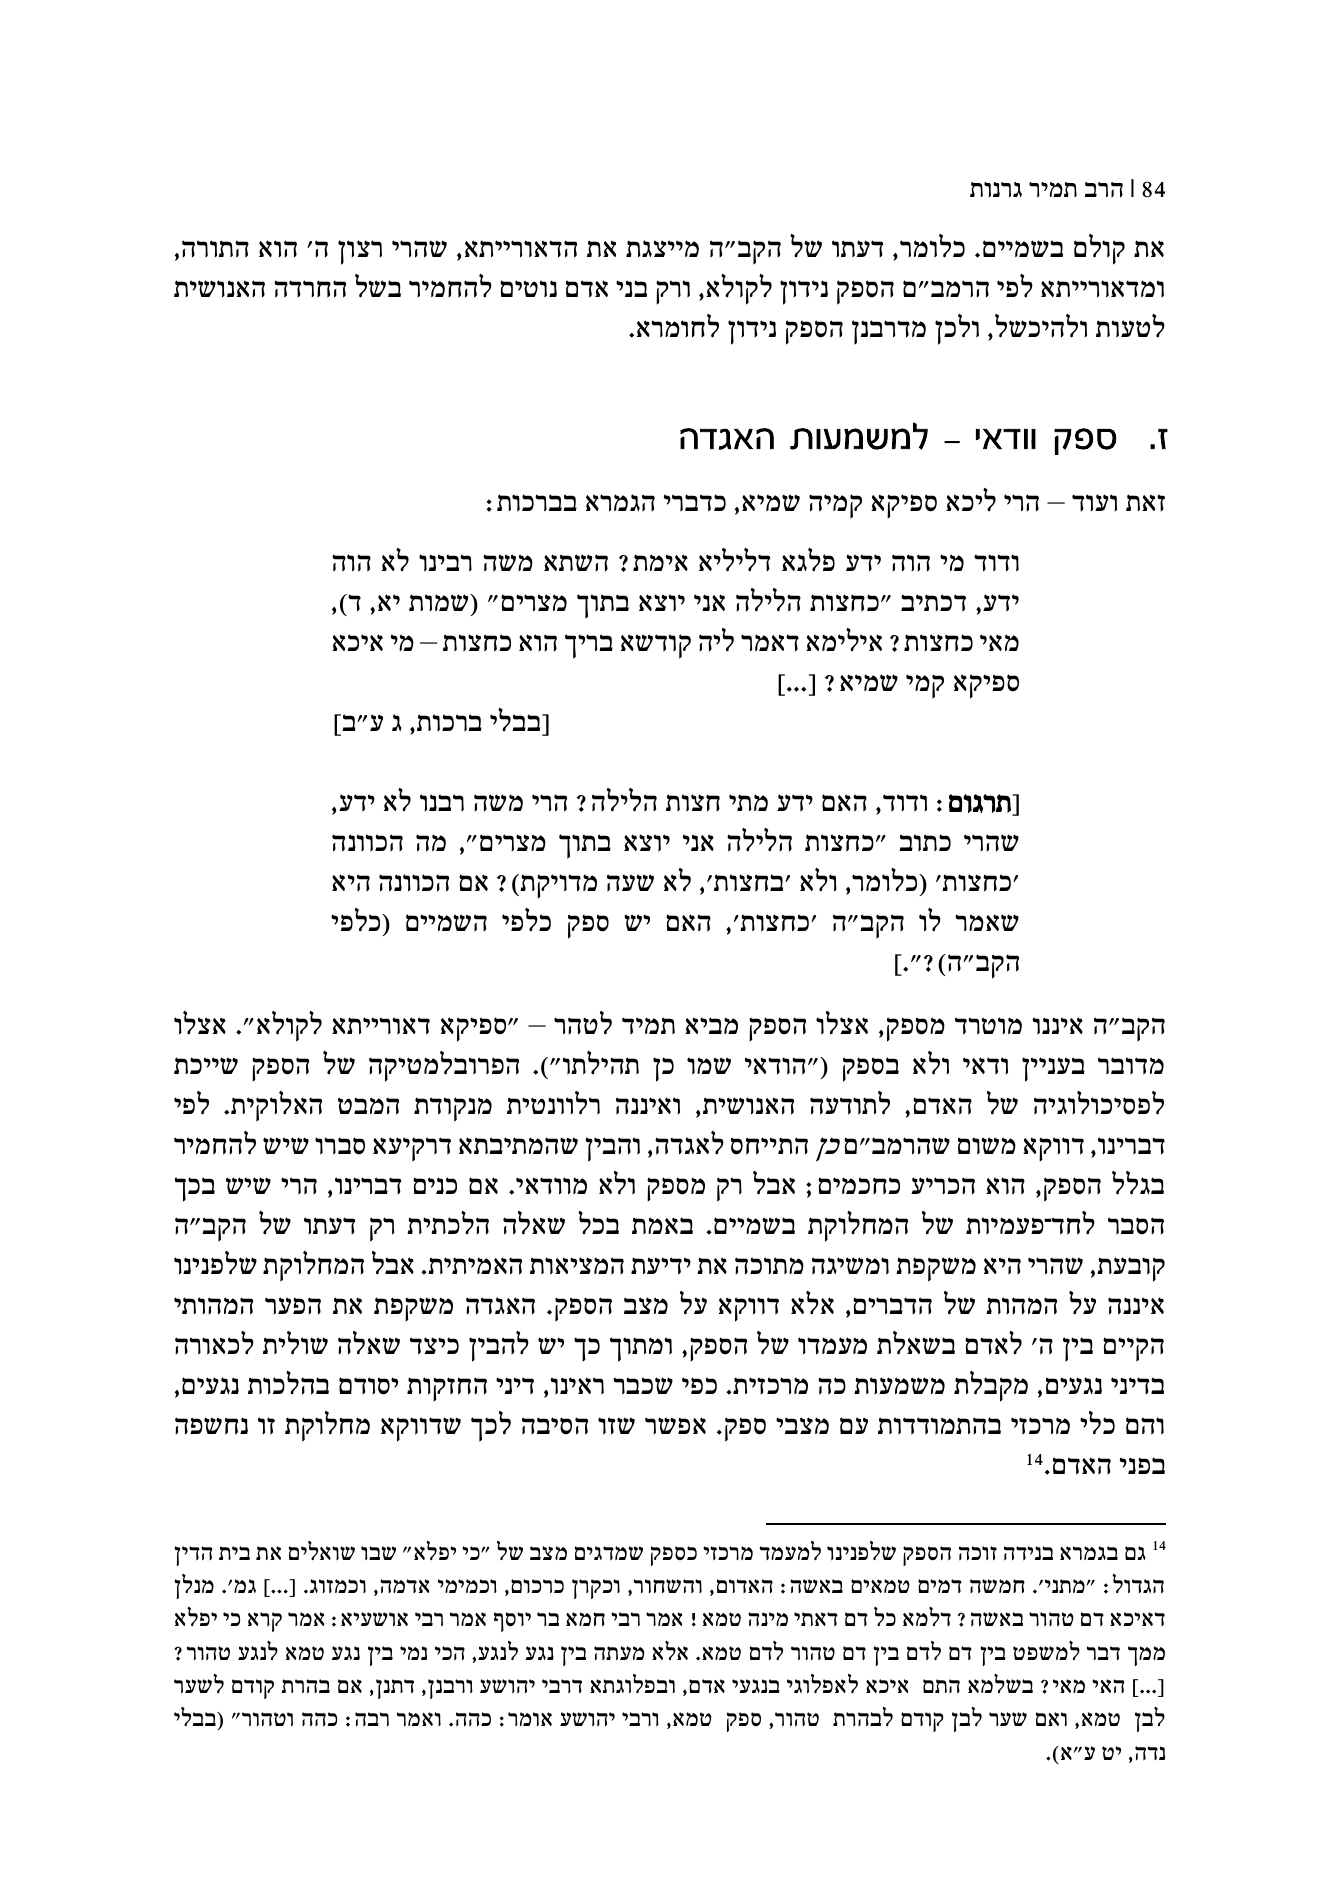 84 | הרב תמיר גרנות
את קולם בשמיים. כלומר, דעתו של הקב״ה מייצגת את הדאורייתא, שהרי רצון ה׳ הוא התורה,
ומדאורייתא לפי הרמב״ם הספק נידון לקולא, ורק בני אדם נוטים להחמיר בשל החרדה האנושית
לטעות ולהיכשל, ולכן מדרבנן הספק נידון לחומרא.
ז. ספק וודאי – למשמעות האגדה
זאת ועוד – הרי ליכא ספיקא קמיה שמיא, כדברי הגמרא בברכות:
ודוד מי הוה ידע פלגא דליליא אימת? השתא משה רבינו לא הוה
ידע, דכתיב ״כחצות הלילה אני יוצא בתוך מצרים״ (שמות יא, ד),
מאי כחצות? אילימא דאמר ליה קודשא בריך הוא כחצות – מי איכא
ספיקא קמי שמיא? [...]
[בבלי ברכות, ג ע״ב]
[תרגום: ודוד, האם ידע מתי חצות הלילה? הרי משה רבנו לא ידע,
שהרי כתוב ״כחצות הלילה אני יוצא בתוך מצרים״, מה הכוונה
׳כחצות׳ (כלומר, ולא ׳בחצות׳, לא שעה מדויקת)? אם הכוונה היא
שאמר לו הקב״ה ׳כחצות׳, האם יש ספק כלפי השמיים (כלפי
הקב״ה)?״.]
הקב״ה איננו מוטרד מספק, אצלו הספק מביא תמיד לטהר – ״ספיקא דאורייתא לקולא״. אצלו
מדובר בעניין ודאי ולא בספק (״הודאי שמו כן תהילתו״). הפרובלמטיקה של הספק שייכת
לפסיכולוגיה של האדם, לתודעה האנושית, ואיננה רלוונטית מנקודת המבט האלוקית. לפי
דברינו, דווקא משום שהרמב״ם כן התייחס לאגדה, והבין שהמתיבתא דרקיעא סברו שיש להחמיר
בגלל הספק, הוא הכריע כחכמים; אבל רק מספק ולא מוודאי. אם כנים דברינו, הרי שיש בכך
הסבר לחד־פעמיות של המחלוקת בשמיים. באמת בכל שאלה הלכתית רק דעתו של הקב״ה
קובעת, שהרי היא משקפת ומשיגה מתוכה את ידיעת המציאות האמיתית. אבל המחלוקת שלפנינו
איננה על המהות של הדברים, אלא דווקא על מצב הספק. האגדה משקפת את הפער המהותי
הקיים בין ה׳ לאדם בשאלת מעמדו של הספק, ומתוך כך יש להבין כיצד שאלה שולית לכאורה
בדיני נגעים, מקבלת משמעות כה מרכזית. כפי שכבר ראינו, דיני החזקות יסודם בהלכות נגעים,
והם כלי מרכזי בהתמודדות עם מצבי ספק. אפשר שזו הסיבה לכך שדווקא מחלוקת זו נחשפה
בפני האדם.14
14 גם בגמרא בנידה זוכה הספק שלפנינו למעמד מרכזי כספק שמדגים מצב של ״כי יפלא״ שבו שואלים את בית הדין
הגדול: ״מתני׳. חמשה דמים טמאים באשה: האדום, והשחור, וכקרן כרכום, וכמימי אדמה, וכמזוג. [...] גמ׳. מנלן
דאיכא דם טהור באשה? דלמא כל דם דאתי מינה טמא! אמר רבי חמא בר יוסף אמר רבי אושעיא: אמר קרא כי יפלא
ממך דבר למשפט בין דם לדם בין דם טהור לדם טמא. אלא מעתה בין נגע לנגע, הכי נמי בין נגע טמא לנגע טהור?
[...] האי מאי? בשלמא התם איכא לאפלוגי בנגעי אדם, ובפלוגתא דרבי יהושע ורבנן, דתנן, אם בהרת קודם לשער
לבן טמא, ואם שער לבן קודם לבהרת טהור, ספק טמא, ורבי יהושע אומר: כהה. ואמר רבה: כהה וטהור״ (בבלי
נדה, יט ע״א).